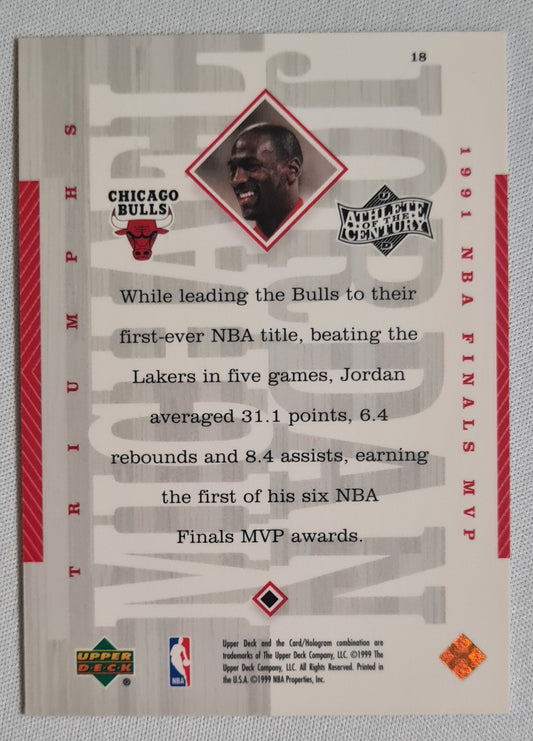 18
CHICAGO
BULLS
ATHLETE
OF THE
CENTURY
U
D
MICHAEL
JORDAN
TRIUMPHS
1991 NBA FINALS MVP
While leading the Bulls to their
first-ever NBA title, beating the
Lakers in five games, Jordan
averaged 31.1 points, 6.4
rebounds and 8.4 assists, earning
the first of his six NBA
Finals MVP awards.
UPPER
DECK
®
NBA
Upper Deck and the Card/Hologram combination are
trademarks of The Upper Deck Company, LLC. ©1999 The
Upper Deck Company, LLC. All Rights Reserved. Printed in
the U.S.A. ©1999 NBA Properties, Inc.